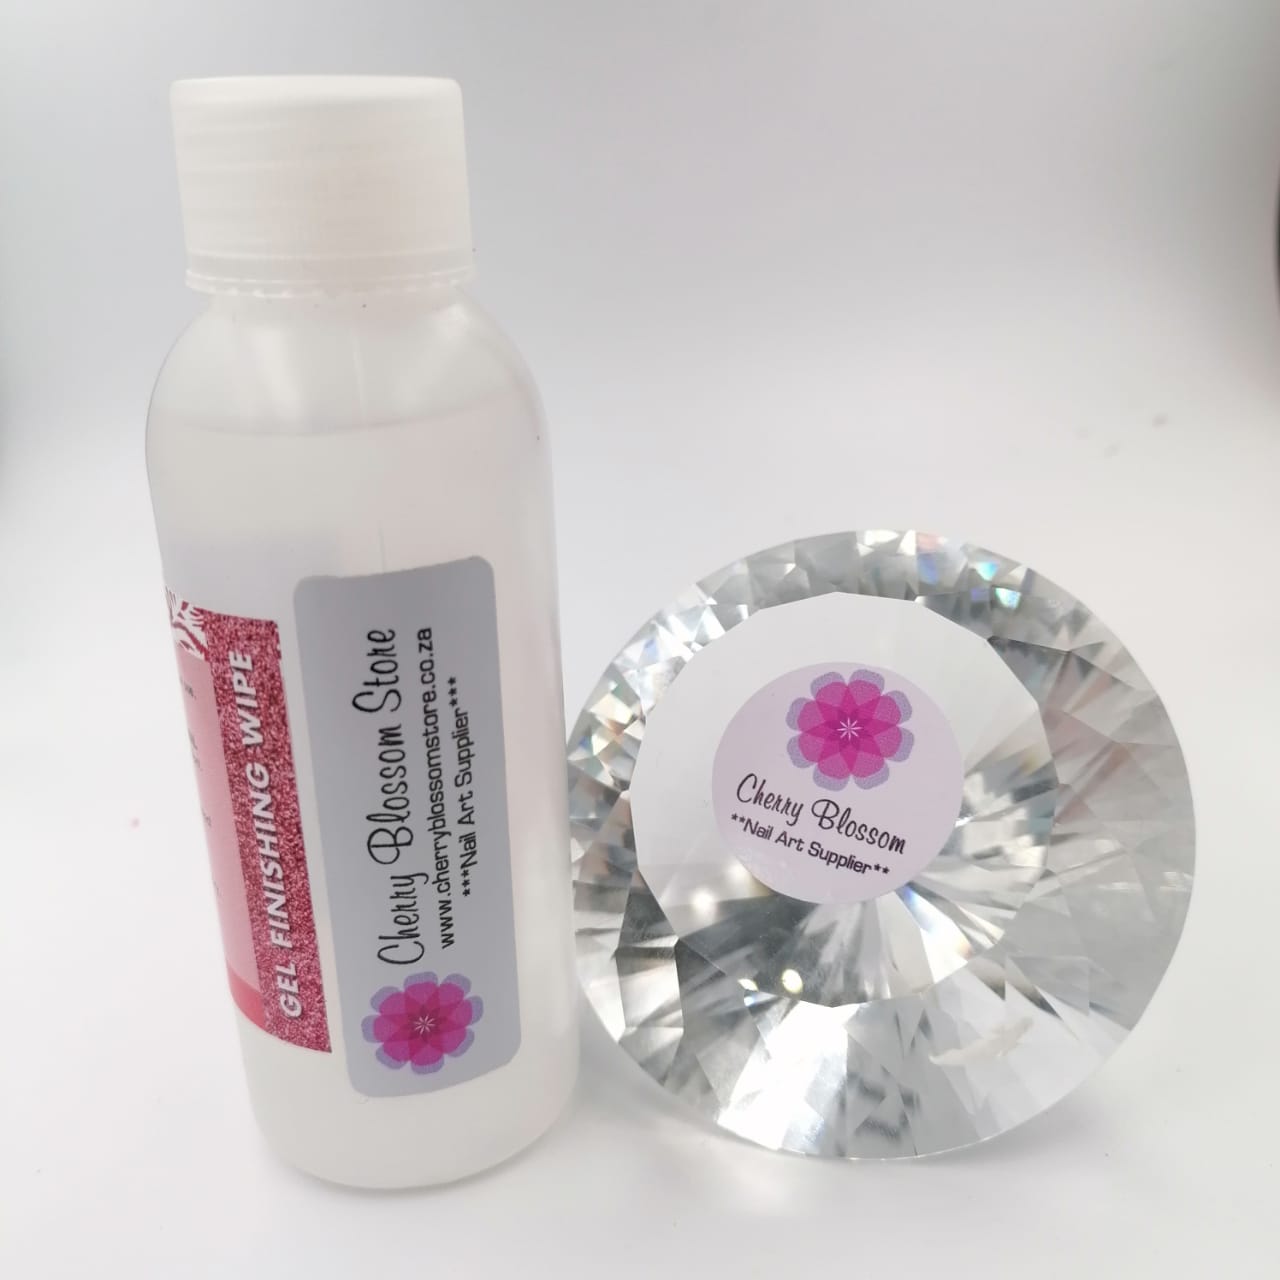 GEL FINISHING WIPE
Cherry Blossom Store
www.cherryblossomstore.co.za
***Nail Art Supplier***
Cherry Blossom
**Nail Art Supplier**